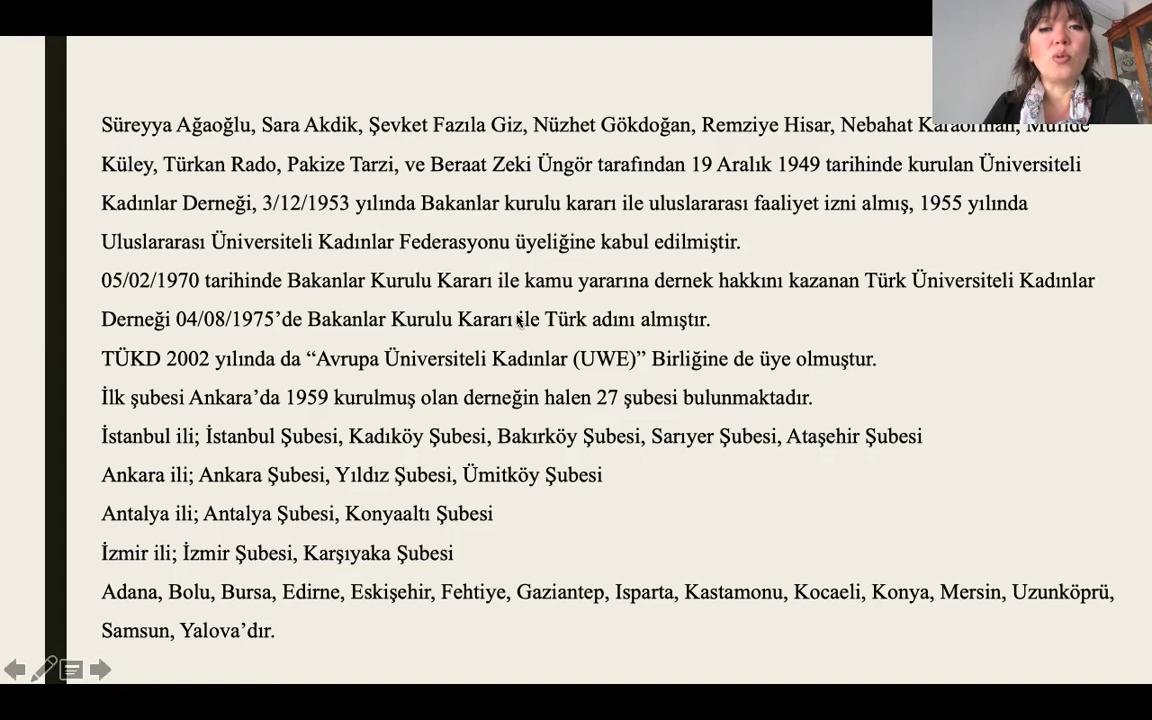 Süreyya Ağaoğlu, Sara Akdik, Şevket Fazıla Giz, Nüzhet Gökdoğan, Remziye Hisar, Nebahat Karaorman, Müfide
Küley, Türkan Rado, Pakize Tarzi, ve Beraat Zeki Üngör tarafından 19 Aralık 1949 tarihinde kurulan Üniversiteli
Kadınlar Derneği, 3/12/1953 yılında Bakanlar kurulu kararı ile uluslararası faaliyet izni almış, 1955 yılında
Uluslararası Üniversiteli Kadınlar Federasyonu üyeliğine kabul edilmiştir.
05/02/1970 tarihinde Bakanlar Kurulu Kararı ile kamu yararına dernek hakkını kazanan Türk Üniversiteli Kadınlar
Derneği 04/08/1975’de Bakanlar Kurulu Kararı ile Türk adını almıştır.
TÜKD 2002 yılında da “Avrupa Üniversiteli Kadınlar (UWE)” Birliğine de üye olmuştur.
İlk şubesi Ankara’da 1959 kurulmuş olan derneğin halen 27 şubesi bulunmaktadır.
İstanbul ili; İstanbul Şubesi, Kadıköy Şubesi, Bakırköy Şubesi, Sarıyer Şubesi, Ataşehir Şubesi
Ankara ili; Ankara Şubesi, Yıldız Şubesi, Ümitköy Şubesi
Antalya ili; Antalya Şubesi, Konyaaltı Şubesi
İzmir ili; İzmir Şubesi, Karşıyaka Şubesi
Adana, Bolu, Bursa, Edirne, Eskişehir, Fehtiye, Gaziantep, Isparta, Kastamonu, Kocaeli, Konya, Mersin, Uzunköprü,
Samsun, Yalova’dır.